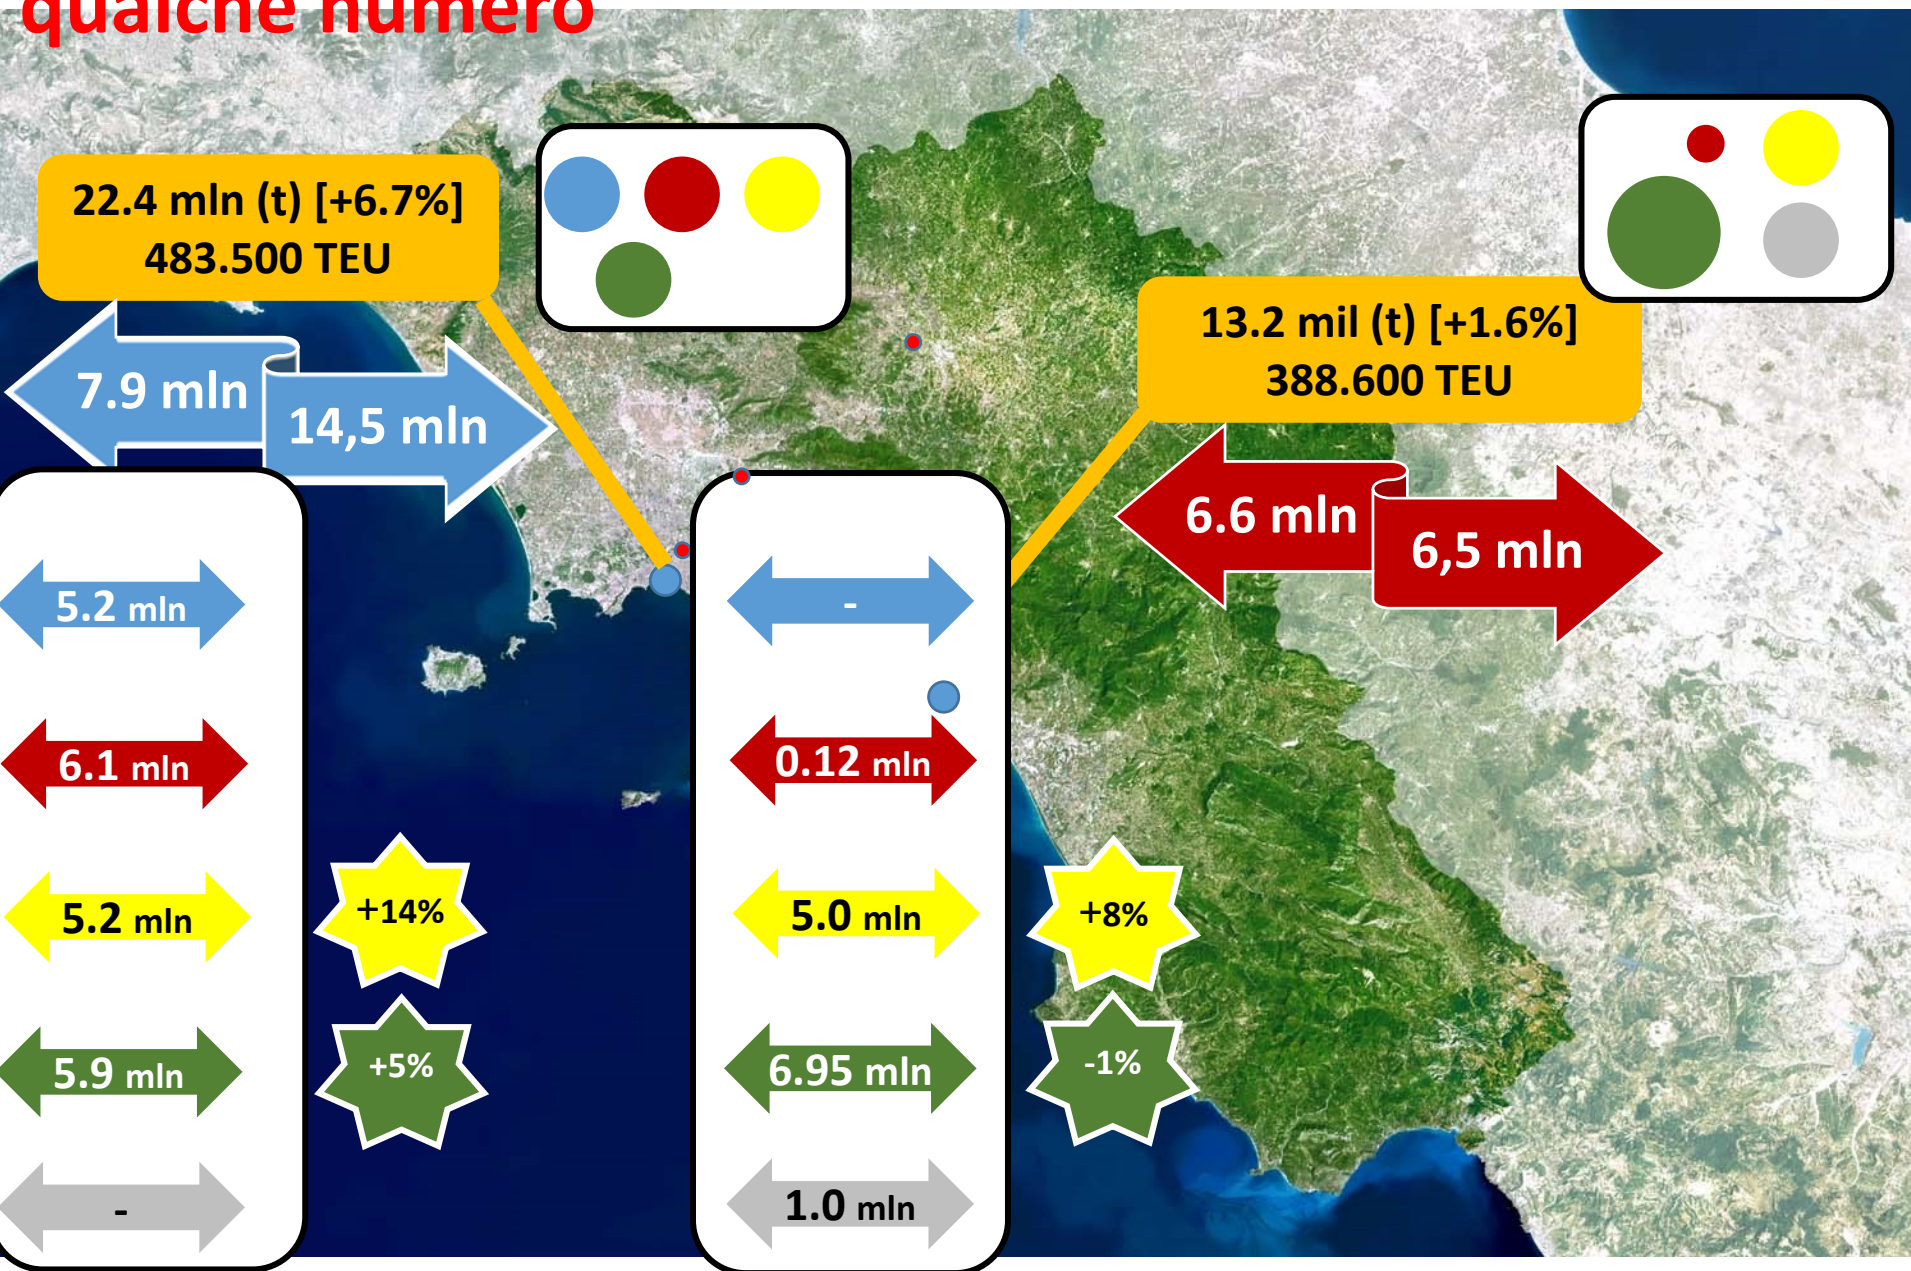 qualche numero
22.4 mln (t) [+6.7%]
483.500 TEU
7.9 mln
14,5 mln
13.2 mil (t) [+1.6%]
388.600 TEU
6.6 mln
6,5 mln
5.2 mln
6.1 mln
5.2 mln
5.9 mln
-
+14%
+5%
-
0.12 mln
5.0 mln
6.95 mln
1.0 mln
+8%
-1%